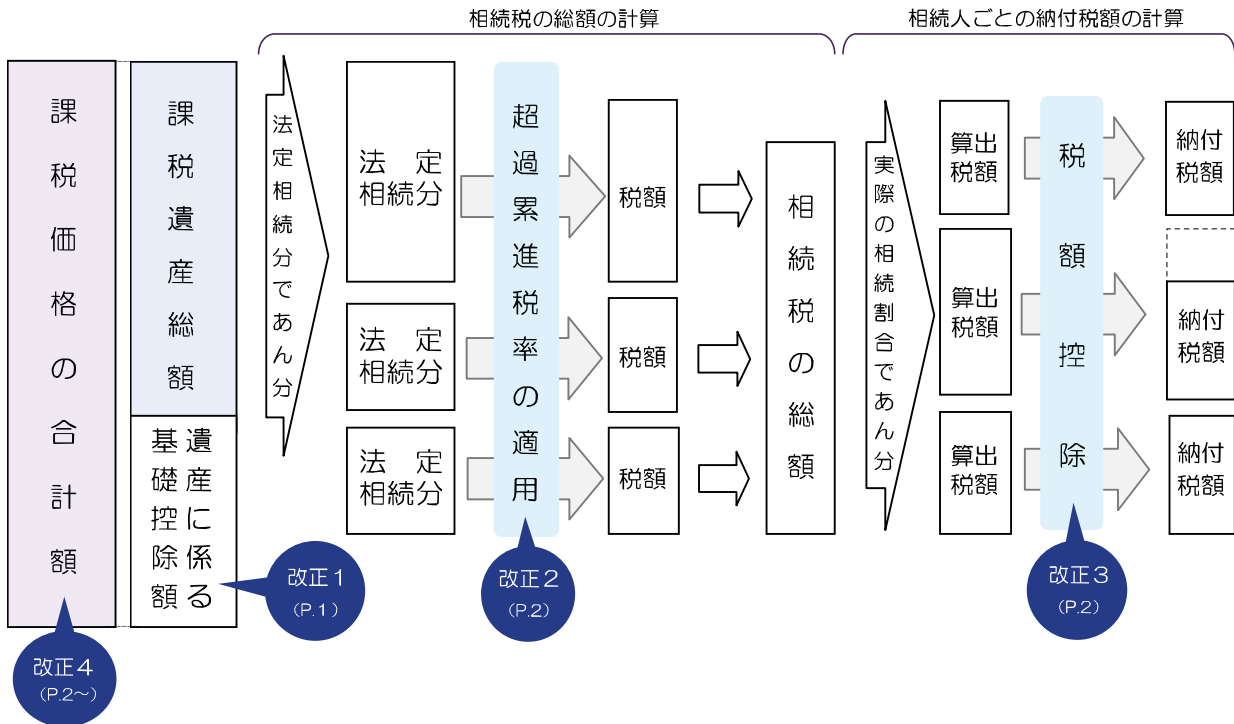 相続税の総額の計算
相続人ごとの納付税額の計算
課税価格の合計額
課税遺産総額
遺産に係る
基礎控除額
法定相続分であん分
法　定
相続分
法　定
相続分
法　定
相続分
超過累進税率の適用
税額
税額
税額
相続税の総額
実際の相続割合であん分
算出
税額
算出
税額
算出
税額
税額控除
納付
税額
納付
税額
納付
税額
改正１
（P.1）
改正２
（P.2）
改正３
（P.2）
改正４
（P.2～）